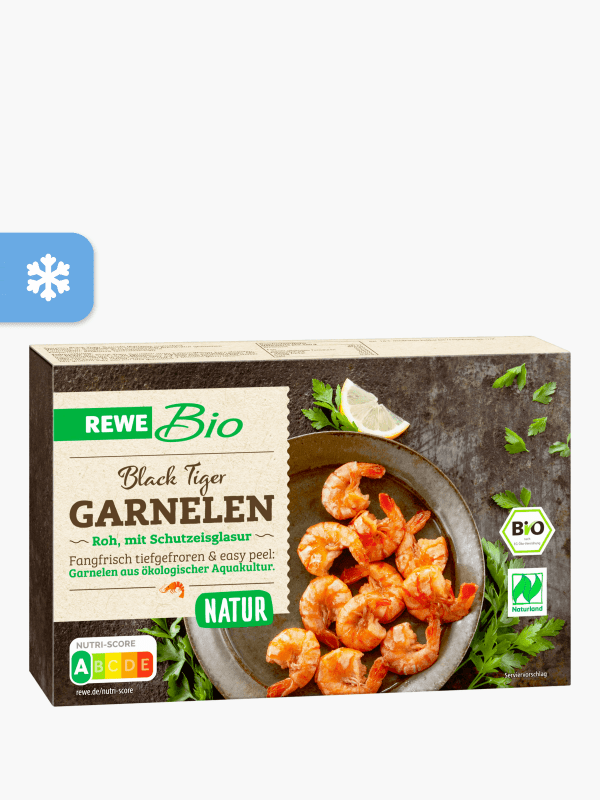 REWE Bio
Black Tiger
GARNELEN
Roh, mit Schutzeisglasur
Fangfrisch tiefgefroren & easy peel:
Garnelen aus ökologischer Aquakultur.
NATUR
BiO
Naturland
NUTRI-SCORE
A B C D E
rewe.de/nutri-score
Serviervorschlag